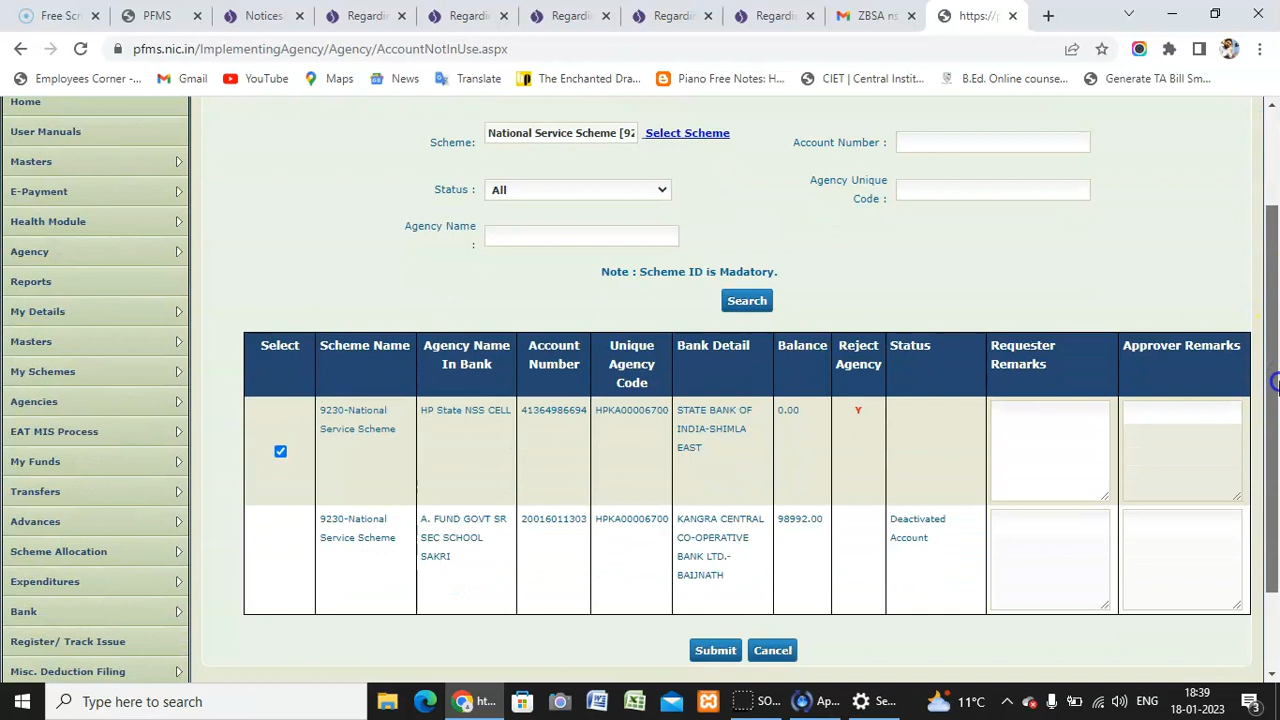 Free Scr
PFMS
Notices
Regardin
Regardi
Regardi
Regardi
Regardi
ZBSA ns
https://p
pfms.nic.in/ImplementingAgency/Agency/AccountNotInUse.aspx
Employees Corner -...
Gmail
YouTube
Maps
News
Translate
The Enchanted Dra...
Piano Free Notes: H...
CIET | Central Instit...
B.Ed. Online counse...
Generate TA Bill Sm...
Home
User Manuals
Masters
E-Payment
Health Module
Agency
Reports
My Details
Masters
My Schemes
Agencies
EAT MIS Process
My Funds
Transfers
Advances
Scheme Allocation
Expenditures
Bank
Register/ Track Issue
Misc. Deduction Filing
Scheme: National Service Scheme [92 Select Scheme
Account Number :
Status : All
Agency Unique
Code :
Agency Name
:
Note : Scheme ID is Madatory.
Search
Select Scheme Name Agency Name In Bank Account Number Unique Agency Code Bank Detail Balance Reject Agency Status Requester Remarks Approver Remarks
9230-National Service Scheme HP State NSS CELL 41364986694 HPKA00006700 STATE BANK OF INDIA-SHIMLA EAST 0.00 Y
9230-National Service Scheme A. FUND GOVT SR SEC SCHOOL SAKRI 20016011303 HPKA00006700 KANGRA CENTRAL CO-OPERATIVE BANK LTD.- BAIJNATH 98992.00 Deactivated Account
Submit Cancel
Type here to search
ht...
SO...
Ap...
Se...
11°C
ENG
18:39
18-01-2023
3